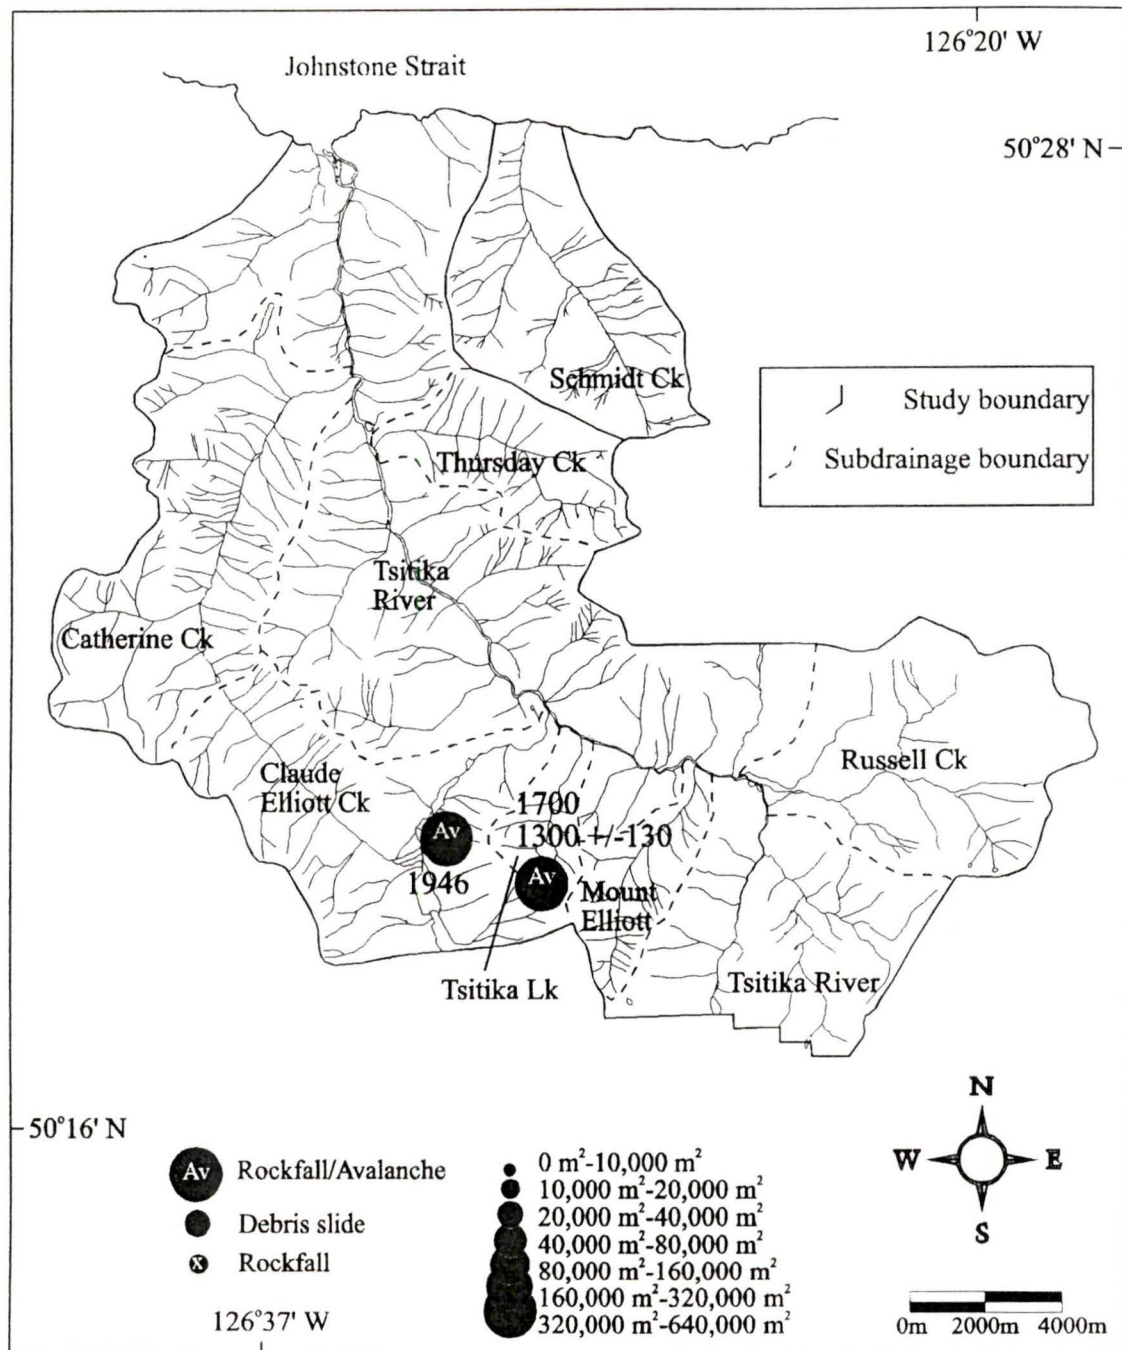 126°20' W
Johnstone Strait
50°28' N
Schmidt Ck
Study boundary
Subdrainage boundary
Thursday Ck
Tsitika
River
Catherine Ck
Russell Ck
Claude
Elliott Ck
1700
1300 +/-130
Av
1946
Av
Mount
Elliott
Tsitika Lk
Tsitika River
N
W
E
S
50°16' N
Av Rockfall/Avalanche
Debris slide
X Rockfall
0 m²-10,000 m²
10,000 m²-20,000 m²
20,000 m²-40,000 m²
40,000 m²-80,000 m²
80,000 m²-160,000 m²
160,000 m²-320,000 m²
320,000 m²-640,000 m²
126°37' W
0m 2000m 4000m